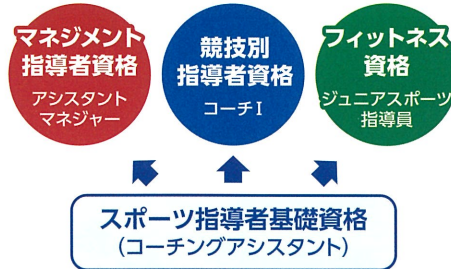 マネジメント
指導者資格
アシスタント
マネジャー
競技別
指導者資格
コーチI
フィットネス
資格
ジュニアスポーツ
指導員
スポーツ指導者基礎資格
(コーチングアシスタント)